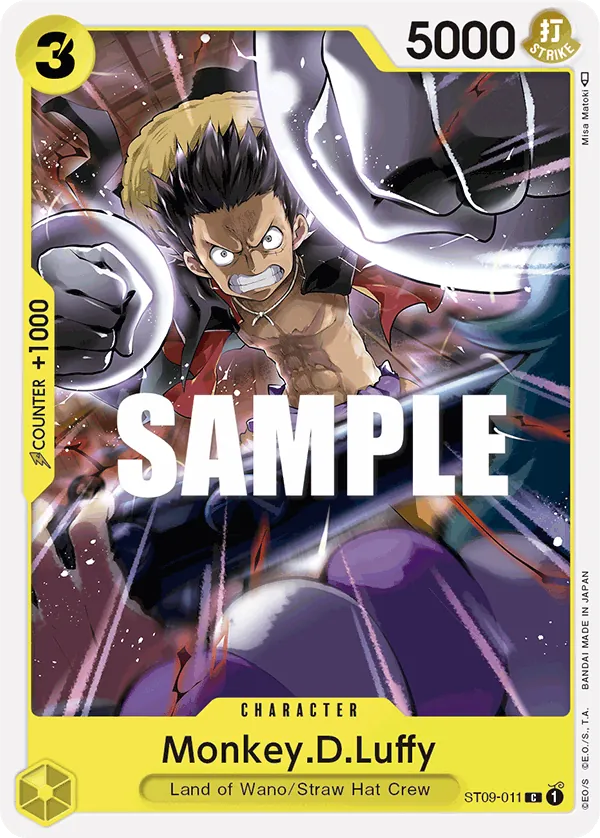 3
5000
打
STRIKE
Misa Matoki
COUNTER +1000
SAMPLE
CHARACTER
Monkey.D.Luffy
Land of Wano/Straw Hat Crew
ST09-011 C 1
©EO/S ©E.O./S., T.A. BANDAI MADE IN JAPAN